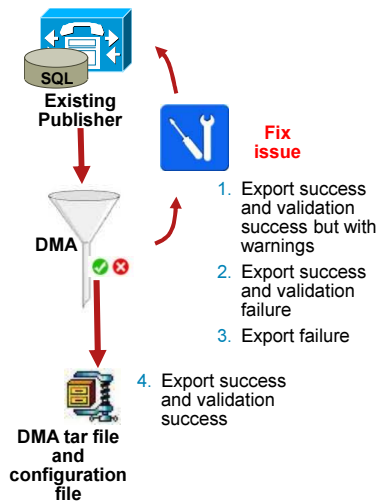 SQL
Existing
Publisher
Fix
issue
1. Export success
and validation
success but with
warnings
2. Export success
and validation
failure
3. Export failure
DMA
4. Export success
and validation
success
DMA tar file
and
configuration
file